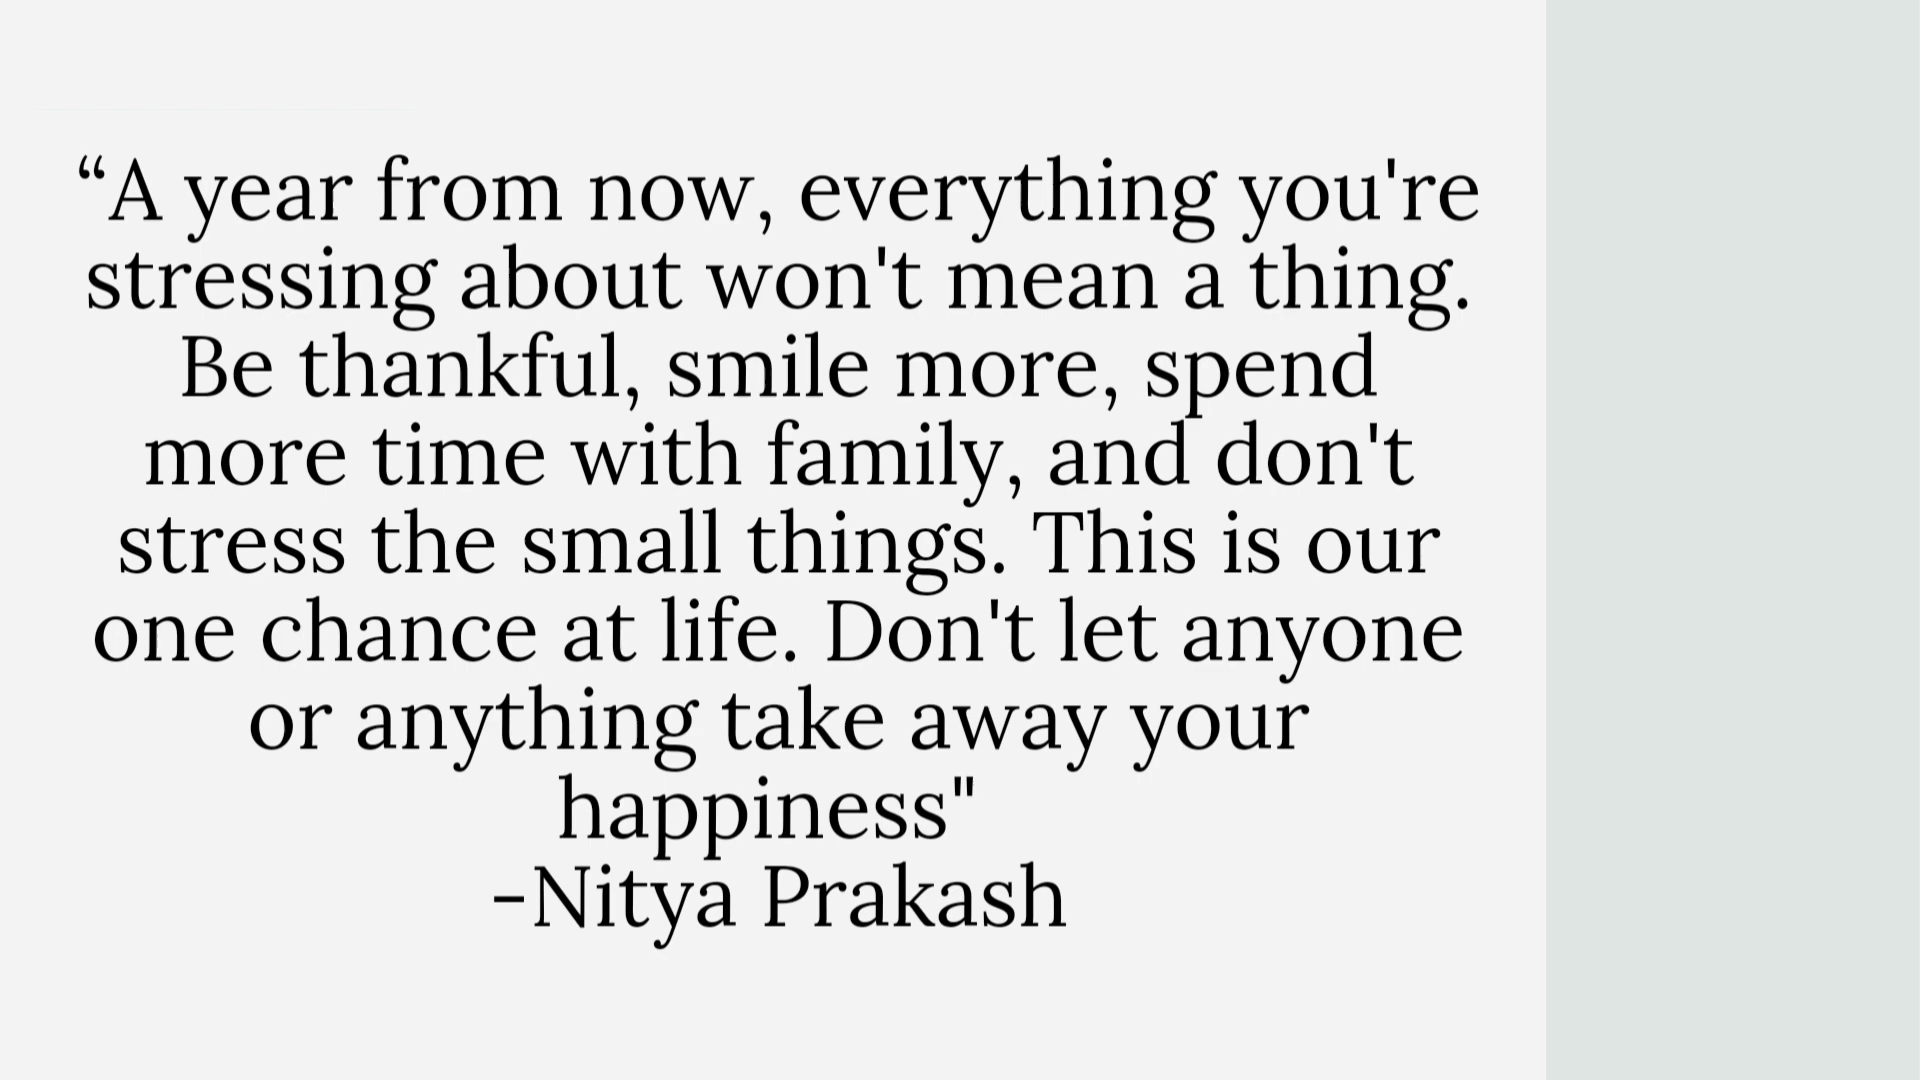 “A year from now, everything you're
stressing about won't mean a thing.
Be thankful, smile more, spend
more time with family, and don't
stress the small things. This is our
one chance at life. Don't let anyone
or anything take away your
happiness"
-Nitya Prakash